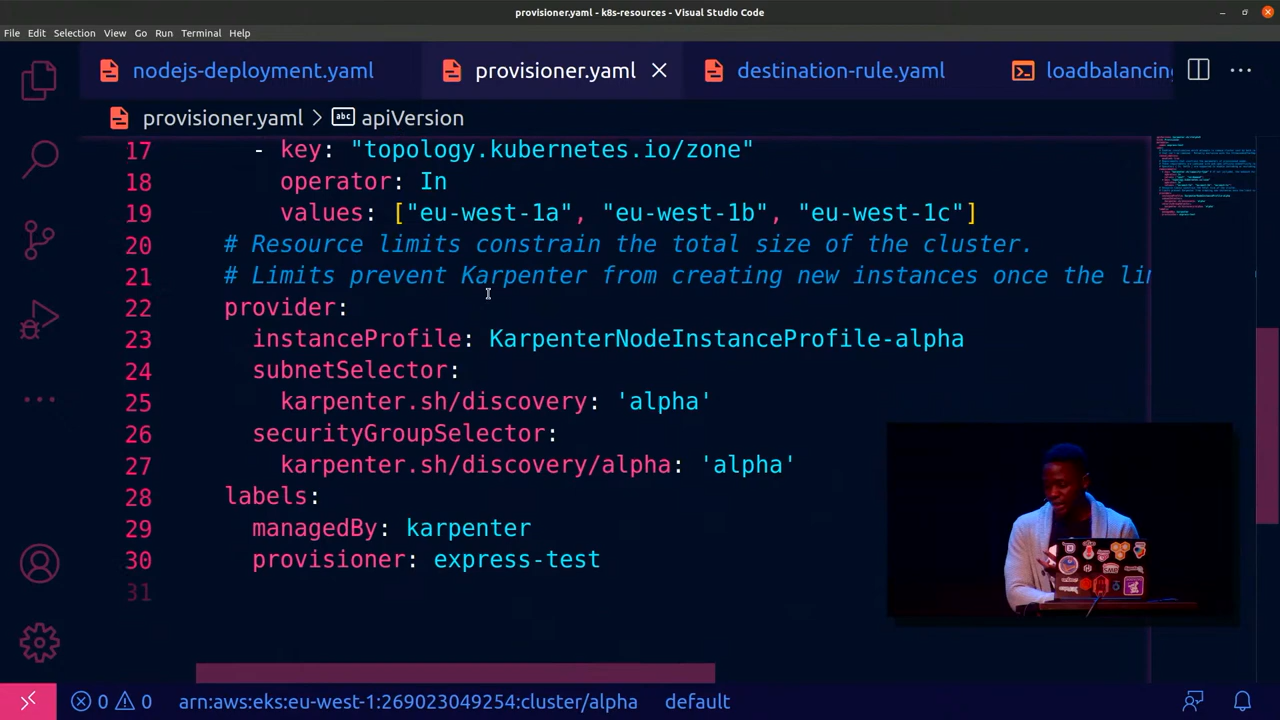 provisioner.yaml - k8s-resources - Visual Studio Code
File Edit Selection View Go Run Terminal Help
nodejs-deployment.yaml provisioner.yaml destination-rule.yaml loadbalancing
provisioner.yaml > abc apiVersion
17 - key: "topology.kubernetes.io/zone"
18 operator: In
19 values: ["eu-west-1a", "eu-west-1b", "eu-west-1c"]
20 # Resource limits constrain the total size of the cluster.
21 # Limits prevent Karpenter from creating new instances once the lim
22 provider:
23 instanceProfile: KarpenterNodeInstanceProfile-alpha
24 subnetSelector:
25 karpenter.sh/discovery: 'alpha'
26 securityGroupSelector:
27 karpenter.sh/discovery/alpha: 'alpha'
28 labels:
29 managedBy: karpenter
30 provisioner: express-test
31
0 0 arn:aws:eks:eu-west-1:269023049254:cluster/alpha default